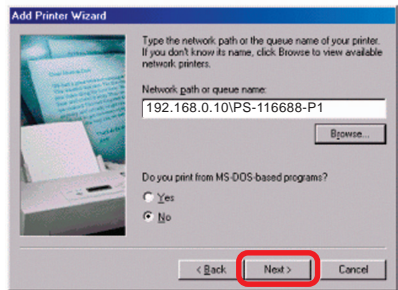 Add Printer Wizard
Type the network path or the queue name of your printer.
If you don't know its name, click Browse to view available
network printers.
Network path or queue name:
192.168.0.10\PS-116688-P1
Browse...
Do you print from MS-DOS-based programs?
Yes
No
< Back
Next >
Cancel